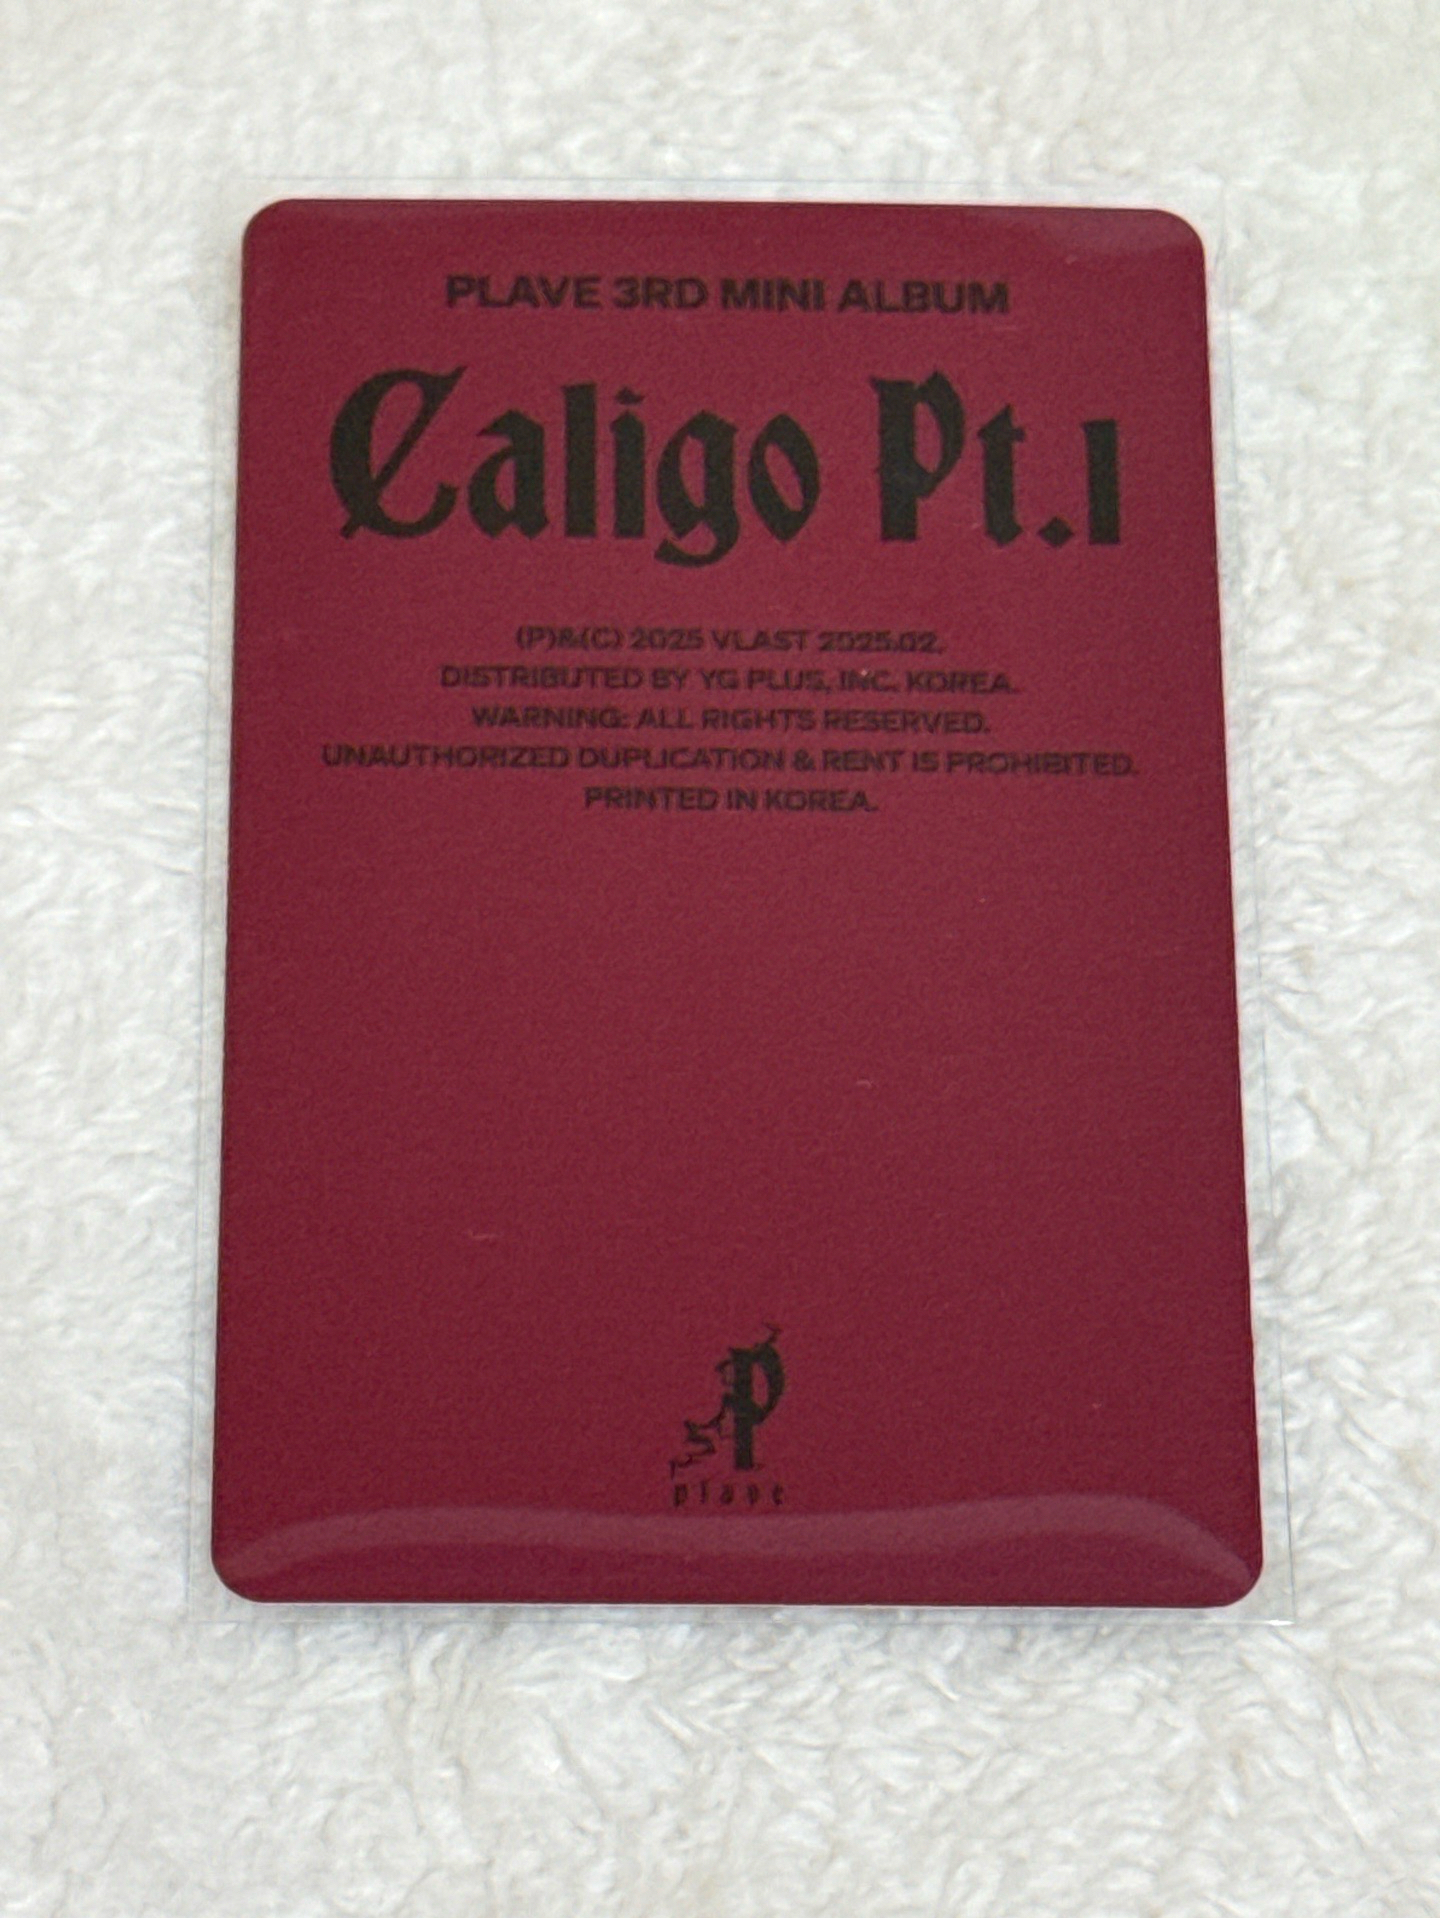 PLAVE 3RD MINI ALBUM
Caligo Pt.1
(P)&(C) 2025 VLAST 2025.02.
DISTRIBUTED BY YG PLUS, INC. KOREA.
WARNING: ALL RIGHTS RESERVED.
UNAUTHORIZED DUPLICATION & RENT IS PROHIBITED.
PRINTED IN KOREA.
P
plave